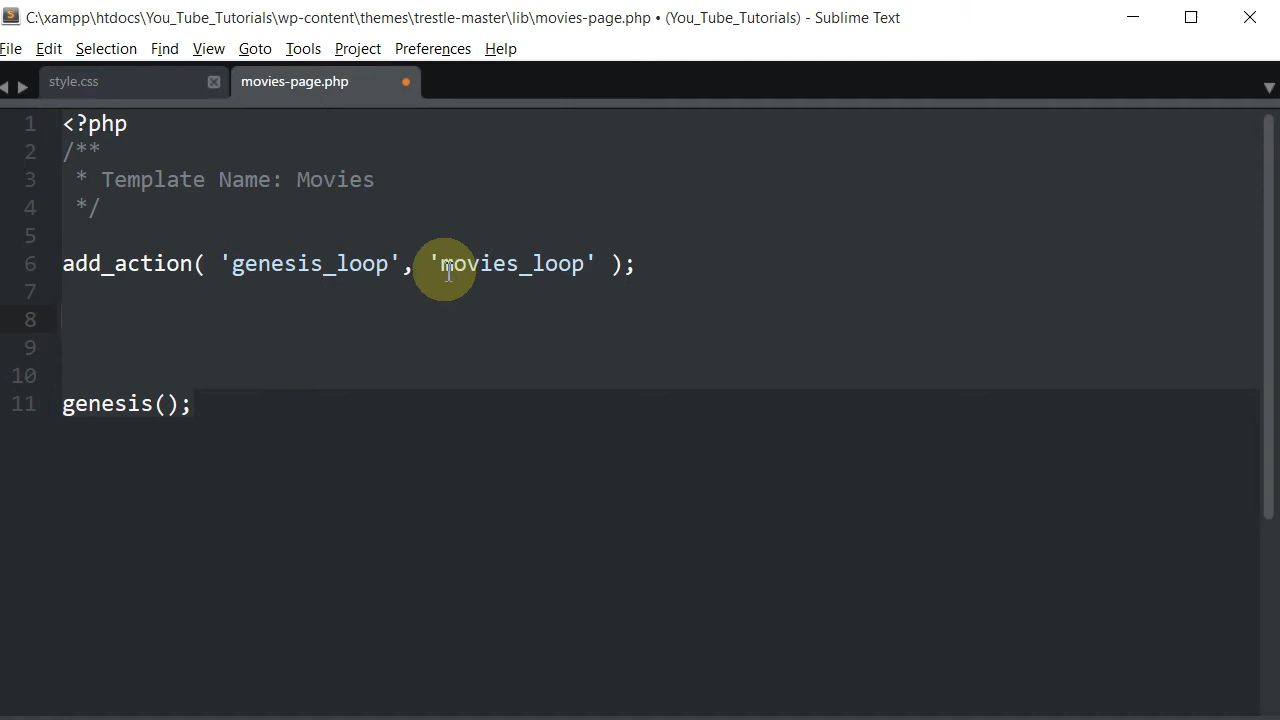 C:\xampp\htdocs\You_Tube_Tutorials\wp-content\themes\trestle-master\lib\movies-page.php • (You_Tube_Tutorials) - Sublime Text
File Edit Selection Find View Goto Tools Project Preferences Help
style.css movies-page.php
1 <?php
2 /**
3 * Template Name: Movies
4 */
5
6 add_action( 'genesis_loop', 'movies_loop' );
7
8
9
10
11 genesis();